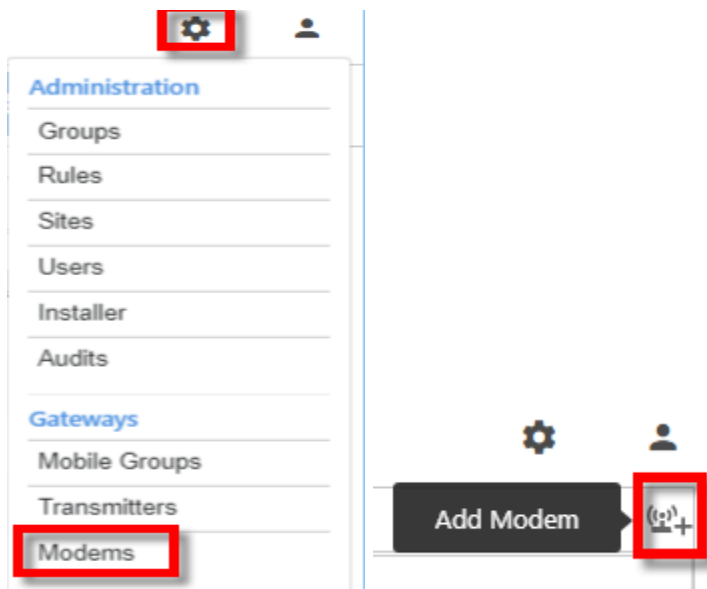 Administration
Groups
Rules
Sites
Users
Installer
Audits
Gateways
Mobile Groups
Transmitters
Modems
Add Modem